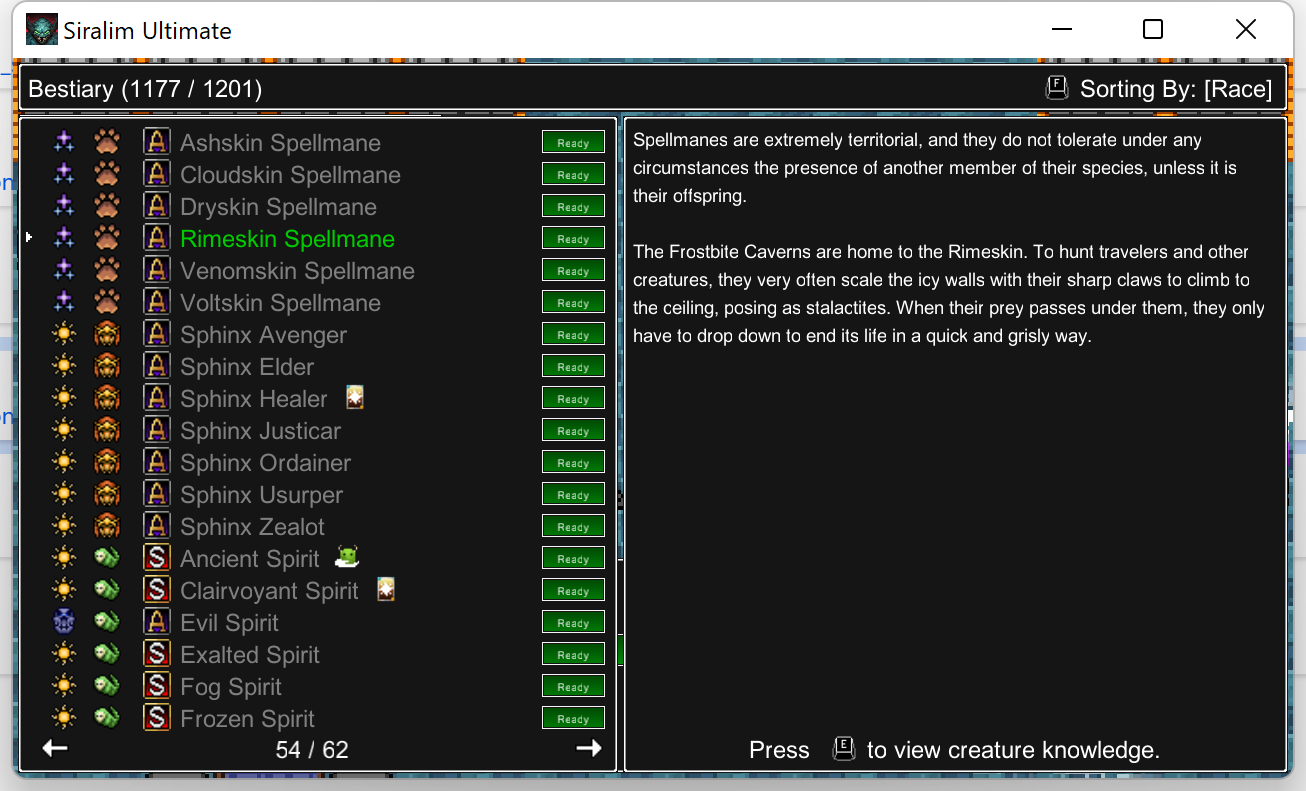 Siralim Ultimate
Bestiary (1177 / 1201)
F Sorting By: [Race]
A Ashskin Spellmane Ready
A Cloudskin Spellmane Ready
A Dryskin Spellmane Ready
A Rimeskin Spellmane Ready
A Venomskin Spellmane Ready
A Voltskin Spellmane Ready
A Sphinx Avenger Ready
A Sphinx Elder Ready
A Sphinx Healer Ready
A Sphinx Justicar Ready
A Sphinx Ordainer Ready
A Sphinx Usurper Ready
A Sphinx Zealot Ready
S Ancient Spirit Ready
S Clairvoyant Spirit Ready
A Evil Spirit Ready
S Exalted Spirit Ready
S Fog Spirit Ready
S Frozen Spirit Ready
54 / 62
Spellmanes are extremely territorial, and they do not tolerate under any
circumstances the presence of another member of their species, unless it is
their offspring.
The Frostbite Caverns are home to the Rimeskin. To hunt travelers and other
creatures, they very often scale the icy walls with their sharp claws to climb to
the ceiling, posing as stalactites. When their prey passes under them, they only
have to drop down to end its life in a quick and grisly way.
Press E to view creature knowledge.